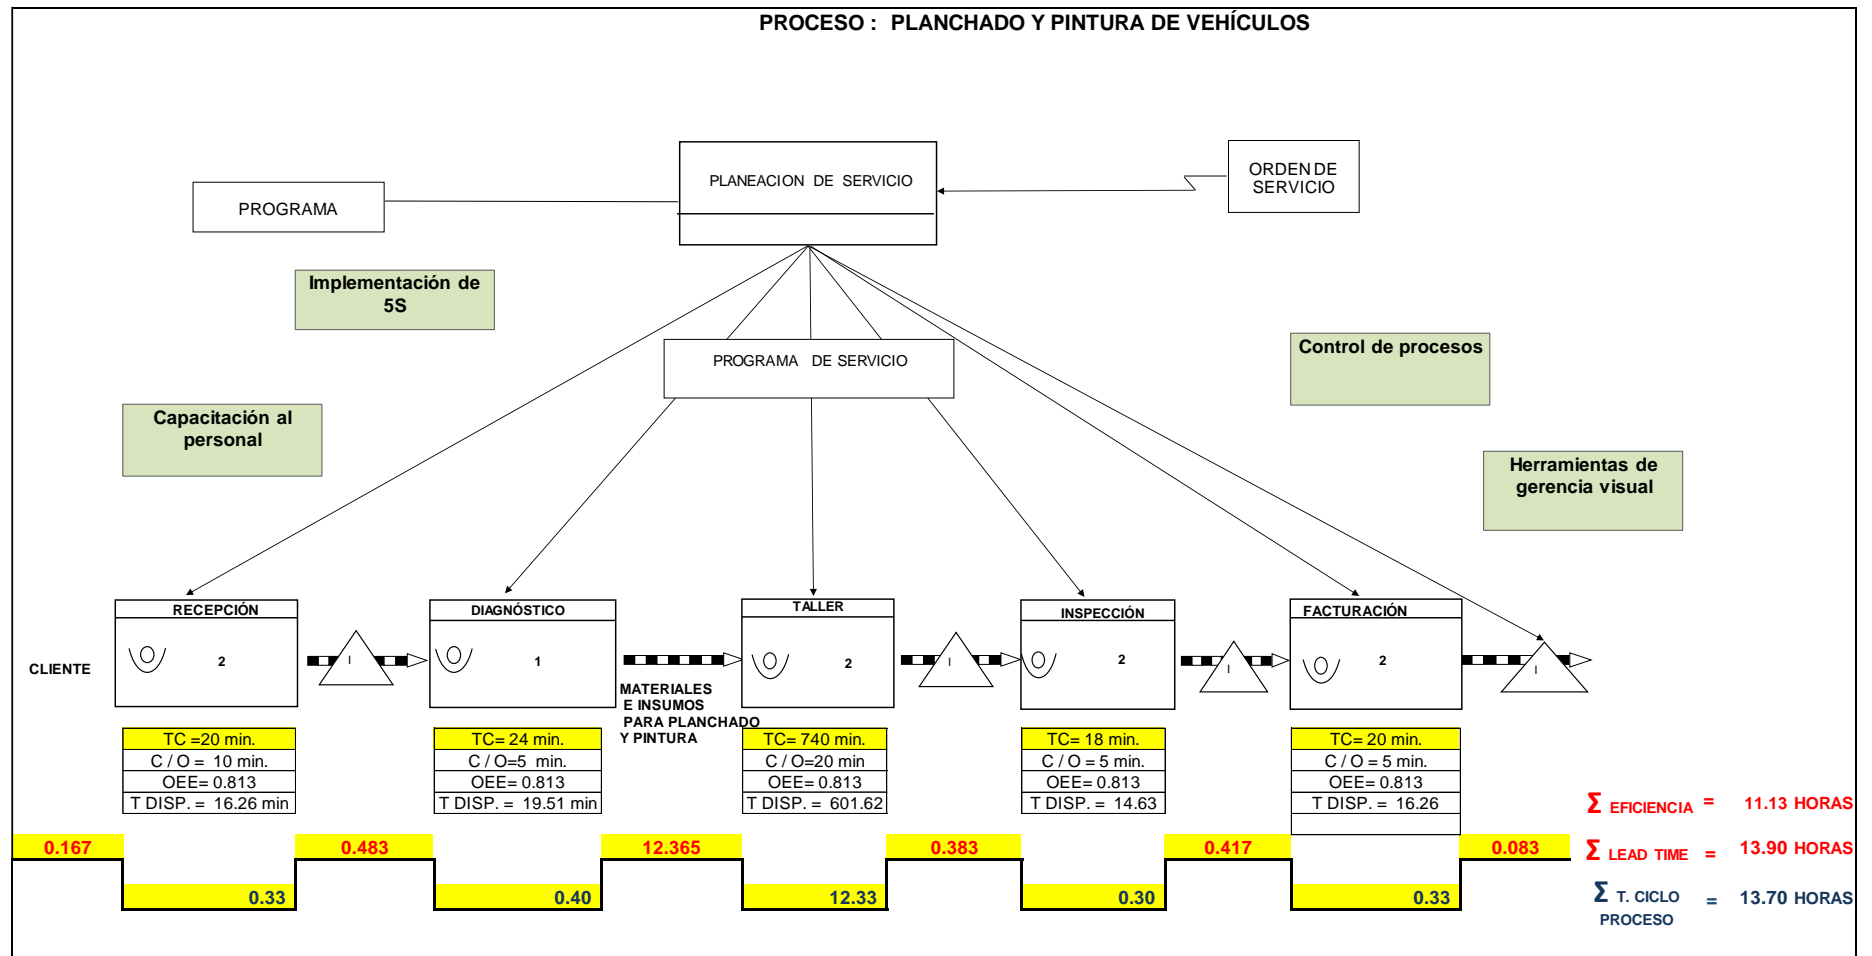 PROCESO : PLANCHADO Y PINTURA DE VEHÍCULOS
PLANEACION DE SERVICIO
ORDEN DE
SERVICIO
PROGRAMA
Implementación de
5S
PROGRAMA DE SERVICIO
Control de procesos
Capacitación al
personal
Herramientas de
gerencia visual
CLIENTE
RECEPCIÓN
2
I
DIAGNÓSTICO
1
MATERIALES
E INSUMOS
PARA PLANCHADO
Y PINTURA
TALLER
2
I
INSPECCIÓN
2
I
FACTURACIÓN
2
I
TC =20 min.
C / O = 10 min.
OEE= 0.813
T DISP. = 16.26 min
TC= 24 min.
C / O=5 min.
OEE= 0.813
T DISP. = 19.51 min
TC= 740 min.
C / O=20 min
OEE= 0.813
T DISP. = 601.62
TC= 18 min.
C / O = 5 min.
OEE= 0.813
T DISP. = 14.63
TC= 20 min.
C / O = 5 min.
OEE= 0.813
T DISP. = 16.26
Σ EFICIENCIA = 11.13 HORAS
0.167 0.483 12.365 0.383 0.417 0.083
Σ LEAD TIME = 13.90 HORAS
0.33 0.40 12.33 0.30 0.33
Σ T. CICLO = 13.70 HORAS
PROCESO